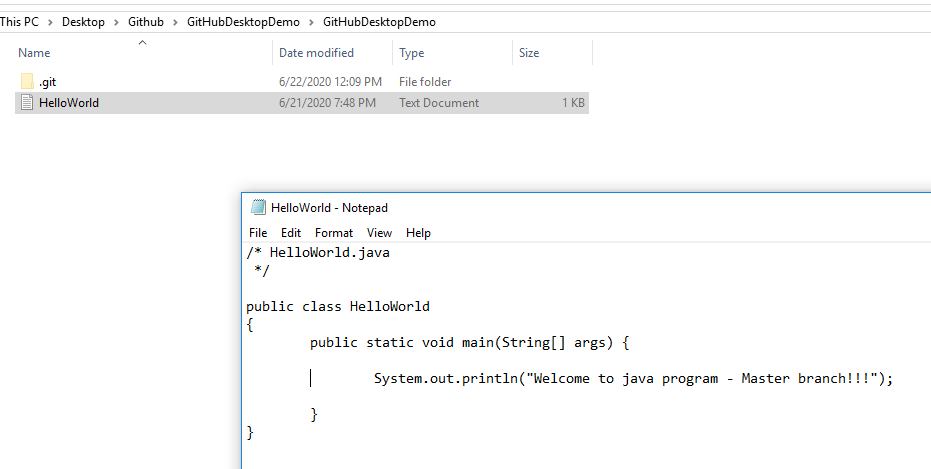 This PC > Desktop > Github > GitHubDesktopDemo > GitHubDesktopDemo
Name Date modified Type Size
.git 6/22/2020 12:09 PM File folder
HelloWorld 6/21/2020 7:48 PM Text Document 1 KB
HelloWorld - Notepad
File Edit Format View Help
/* HelloWorld.java
*/
public class HelloWorld
{
public static void main(String[] args) {
System.out.println("Welcome to java program - Master branch!!!");
}
}